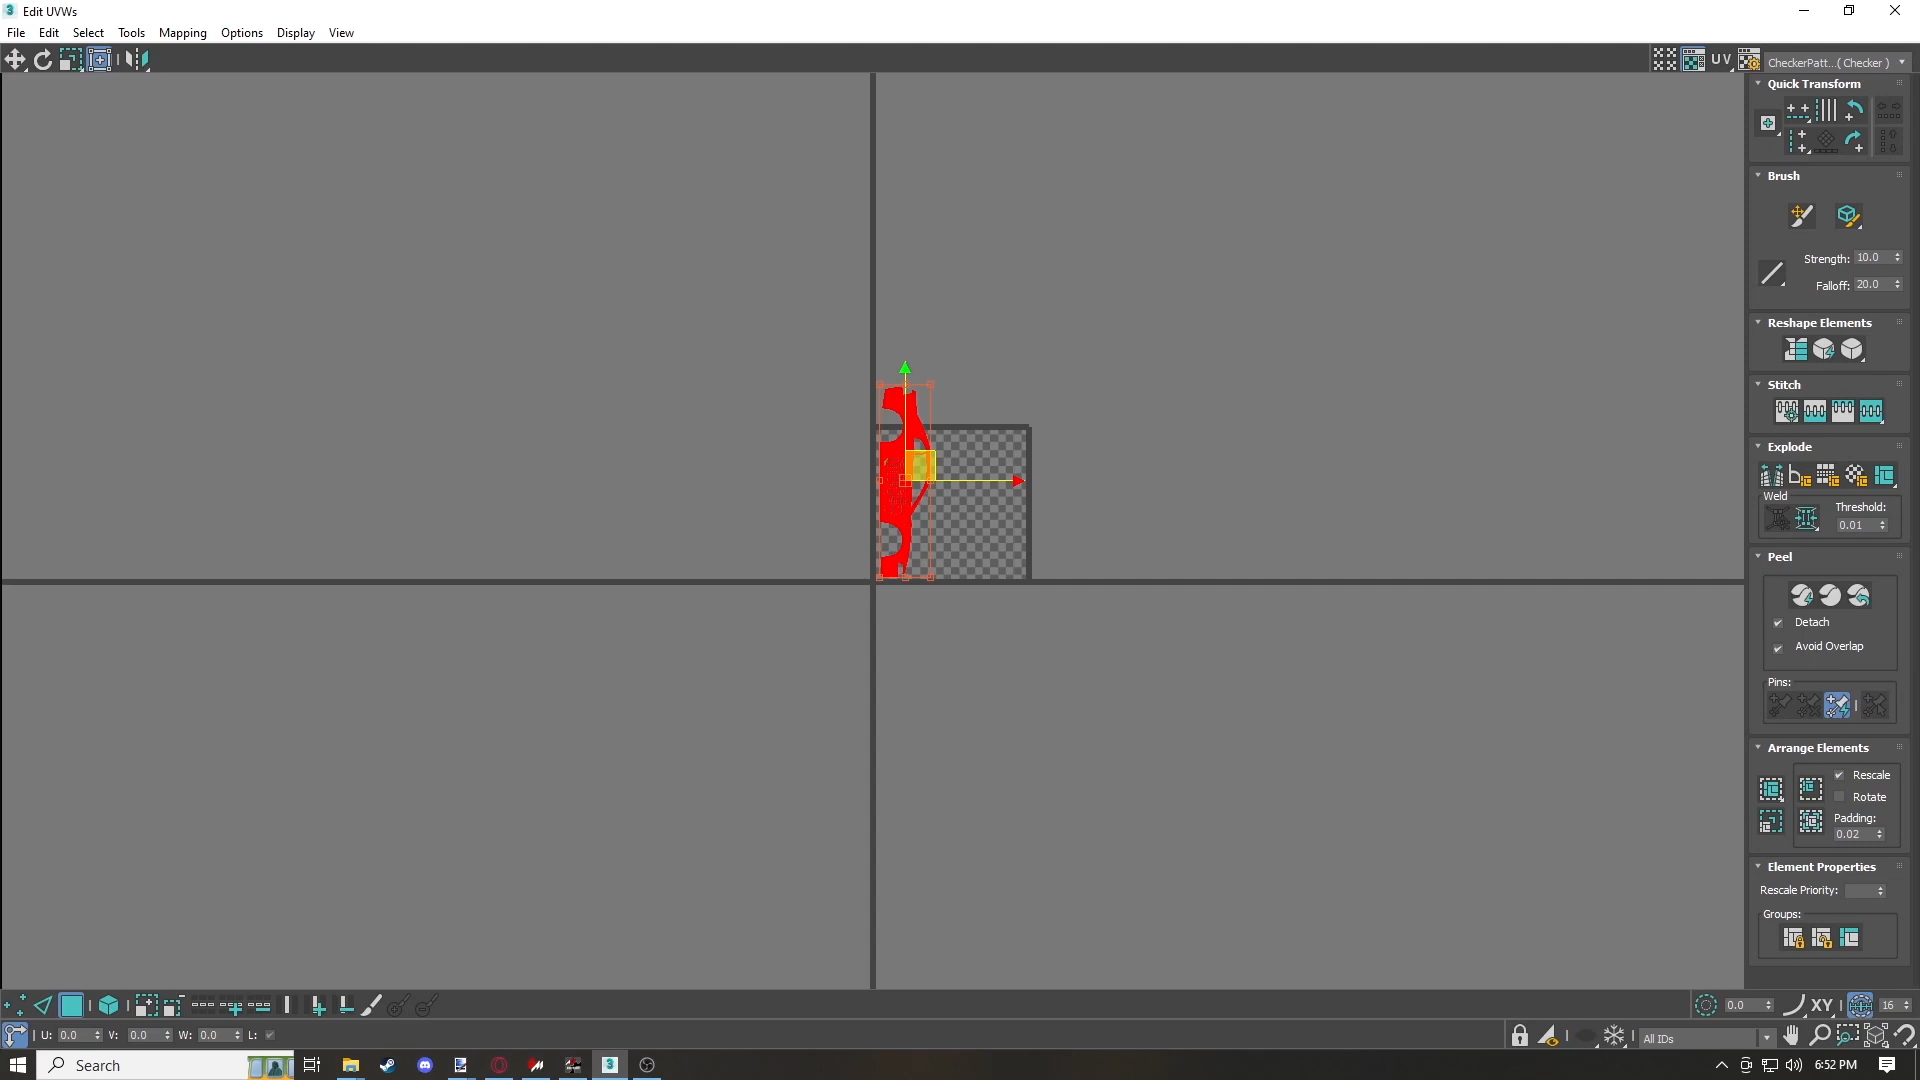 Edit UVWs
File Edit Select Tools Mapping Options Display View
UV
CheckerPatt...( Checker )
Quick Transform
Brush
Strength: 10.0
Falloff: 20.0
Reshape Elements
Stitch
Explode
Weld
Threshold:
0.01
Peel
Detach
Avoid Overlap
Pins:
Arrange Elements
Rescale
Rotate
Padding:
0.02
Element Properties
Rescale Priority:
Groups:
0.0 XY 16
U: 0.0 V: 0.0 W: 0.0 L:
All IDs
Search
6:52 PM